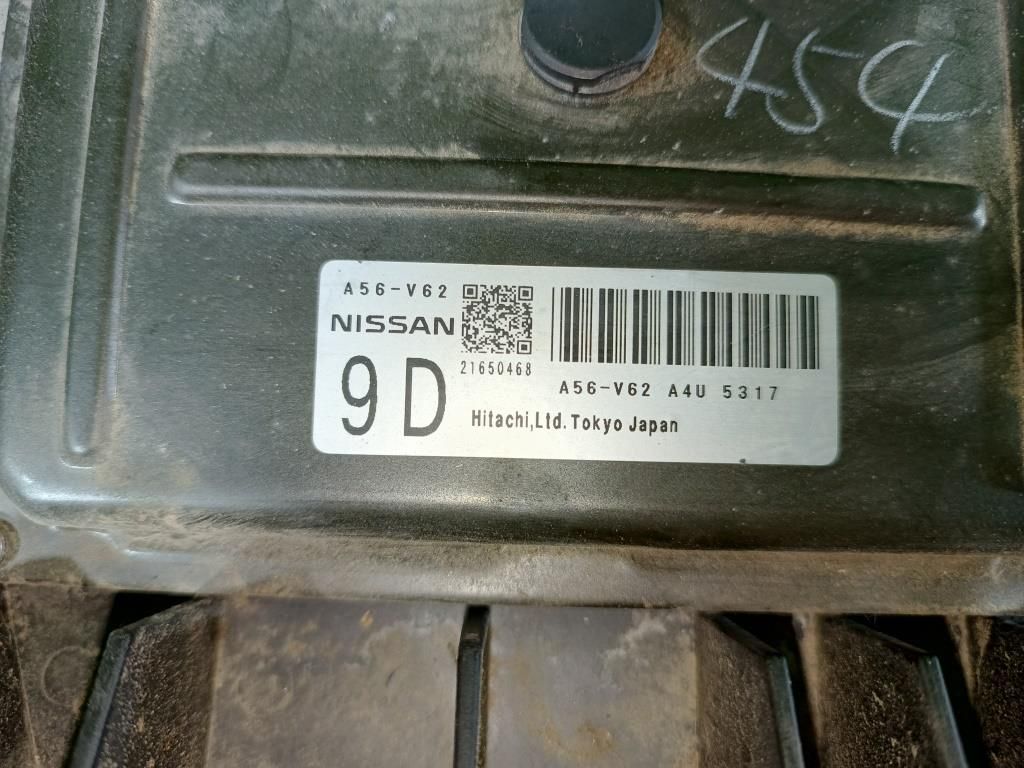 454
A56-V62
NISSAN
9D
21650468
A56-V62 A4U 5317
Hitachi,Ltd.Tokyo Japan